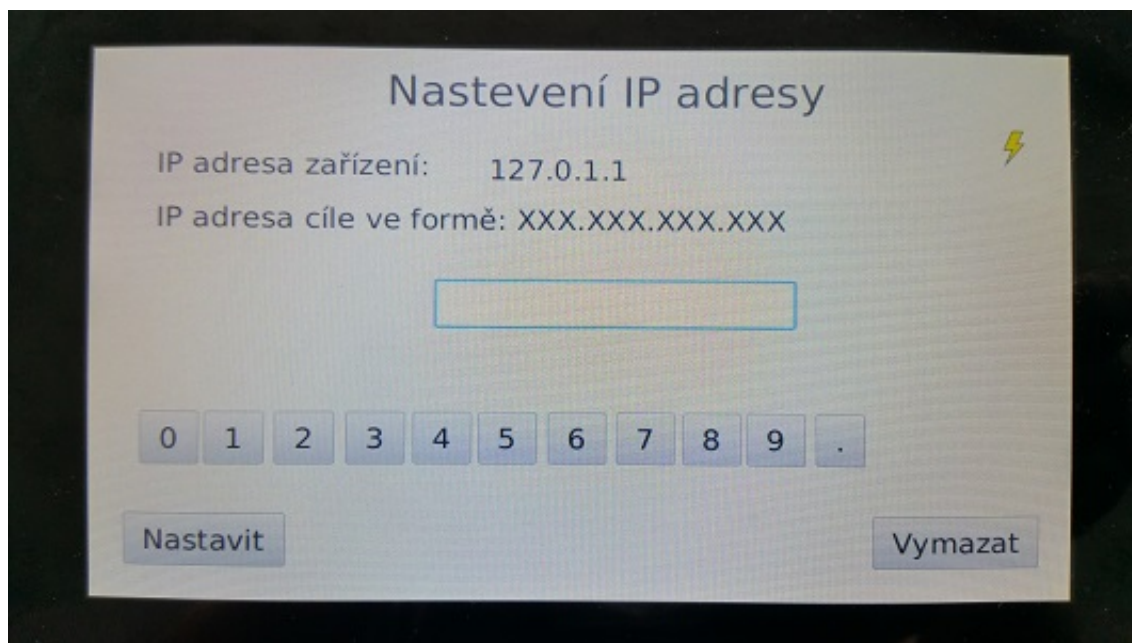 Nastevení IP adresy
IP adresa zařízení: 127.0.1.1
IP adresa cíle ve formě: XXX.XXX.XXX.XXX
0 1 2 3 4 5 6 7 8 9 .
Nastavit Vymazat